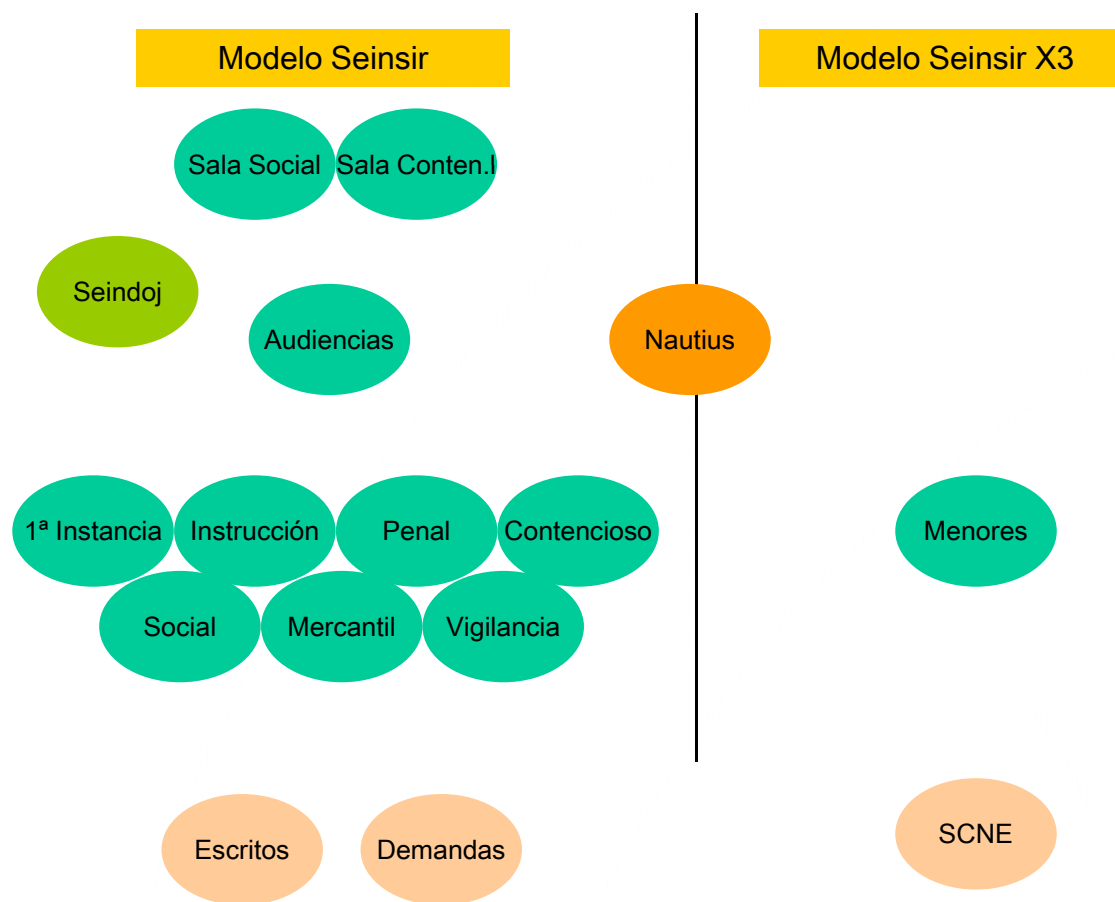 Modelo Seinsir
Modelo Seinsir X3
Sala Social
Sala Conten.l
Seindoj
Audiencias
Nautius
1ª Instancia
Instrucción
Penal
Contencioso
Menores
Social
Mercantil
Vigilancia
Escritos
Demandas
SCNE